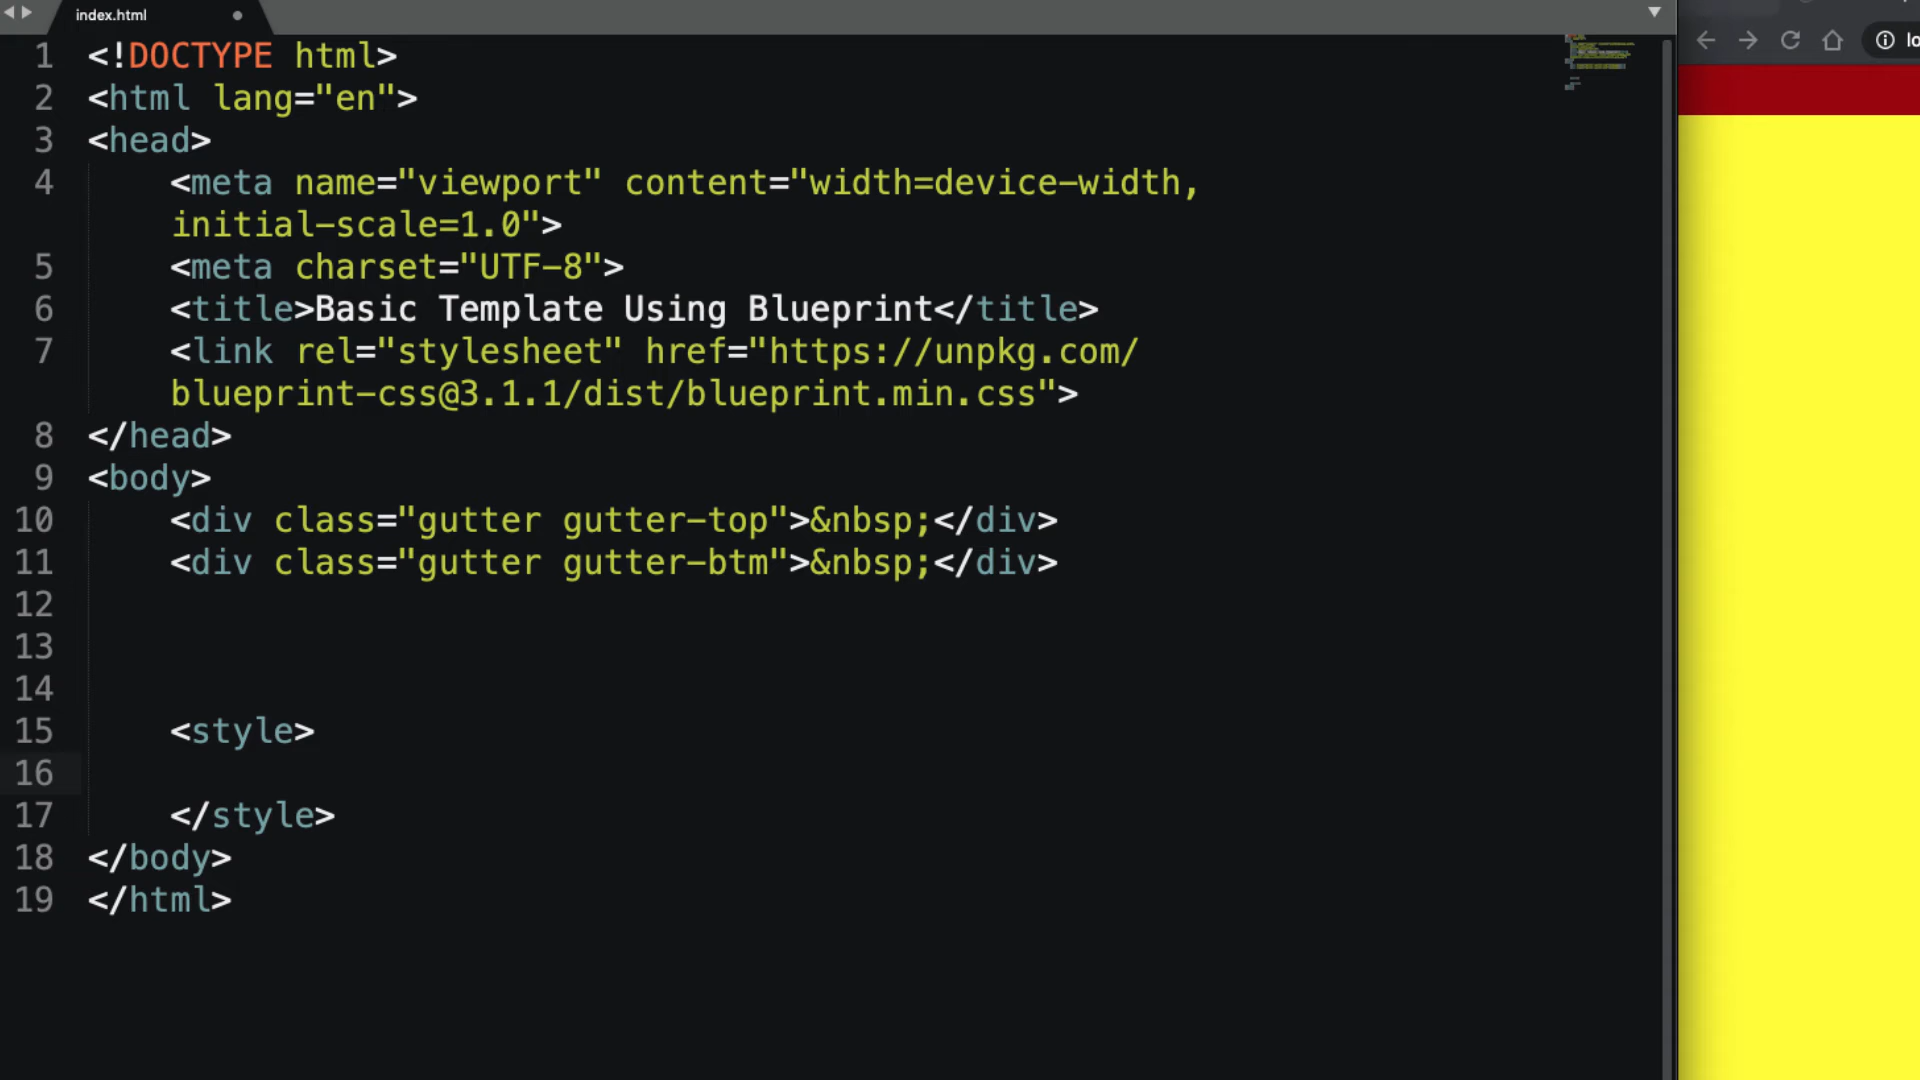 index.html
1 <!DOCTYPE html>
2 <html lang="en">
3 <head>
4 <meta name="viewport" content="width=device-width,
initial-scale=1.0">
5 <meta charset="UTF-8">
6 <title>Basic Template Using Blueprint</title>
7 <link rel="stylesheet" href="https://unpkg.com/
blueprint-css@3.1.1/dist/blueprint.min.css">
8 </head>
9 <body>
10 <div class="gutter gutter-top">&nbsp;</div>
11 <div class="gutter gutter-btm">&nbsp;</div>
12
13
14
15 <style>
16
17 </style>
18 </body>
19 </html>
lo